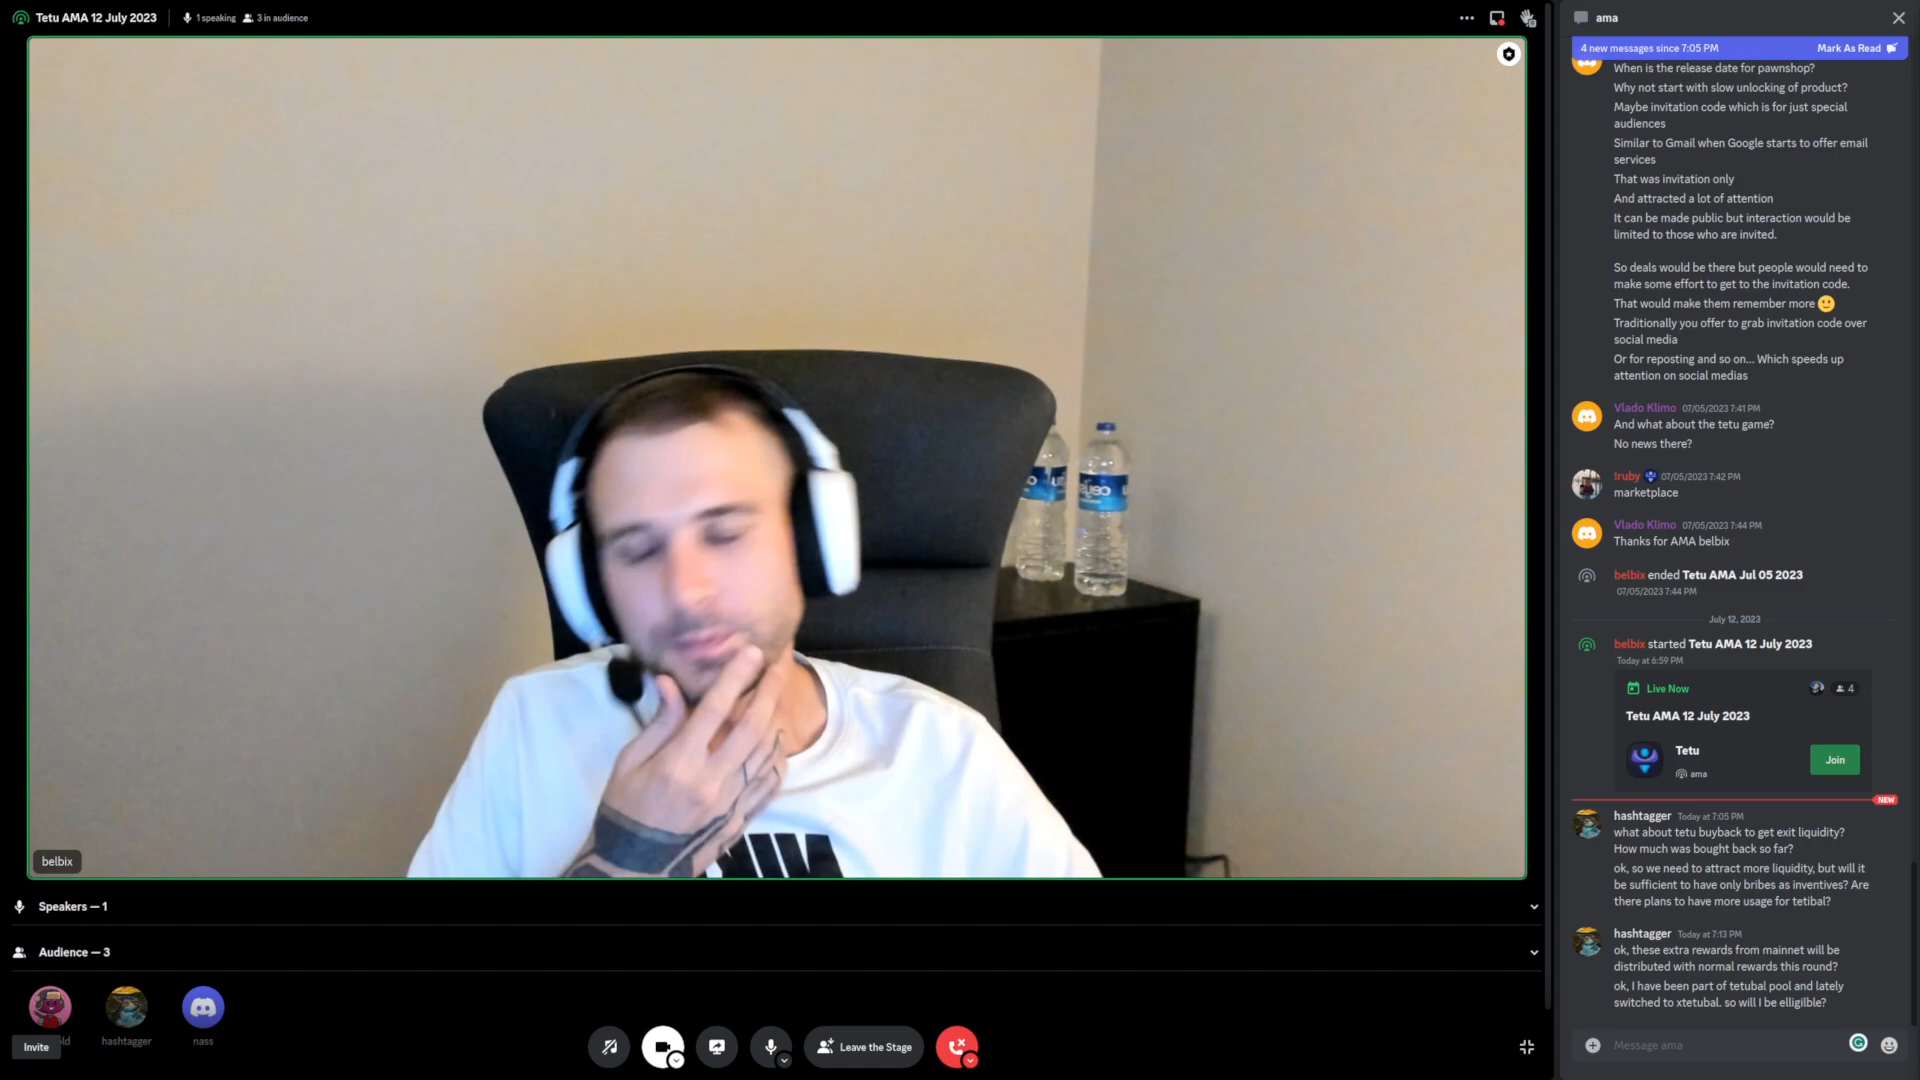 Tetu AMA 12 July 2023
1 speaking
3 in audience
belbix
Speakers — 1
Audience — 3
ld
hashtagger
nass
Invite
Leave the Stage
ama
4 new messages since 7:05 PM
Mark As Read
When is the release date for pawnshop?
Why not start with slow unlocking of product?
Maybe invitation code which is for just special
audiences
Similar to Gmail when Google starts to offer email
services
That was invitation only
And attracted a lot of attention
It can be made public but interaction would be
limited to those who are invited.
So deals would be there but people would need to
make some effort to get to the invitation code.
That would make them remember more
Traditionally you offer to grab invitation code over
social media
Or for reposting and so on... Which speeds up
attention on social medias
Vlado Klimo 07/05/2023 7:41 PM
And what about the tetu game?
No news there?
!ruby 07/05/2023 7:42 PM
marketplace
Vlado Klimo 07/05/2023 7:44 PM
Thanks for AMA belbix
belbix ended Tetu AMA Jul 05 2023
07/05/2023 7:44 PM
July 12, 2023
belbix started Tetu AMA 12 July 2023
Today at 6:59 PM
Live Now
4
Tetu AMA 12 July 2023
Tetu
ama
Join
NEW
hashtagger Today at 7:05 PM
what about tetu buyback to get exit liquidity?
How much was bought back so far?
ok, so we need to attract more liquidity, but will it
be sufficient to have only bribes as inventives? Are
there plans to have more usage for tetibal?
hashtagger Today at 7:13 PM
ok, these extra rewards from mainnet will be
distributed with normal rewards this round?
ok, I have been part of tetubal pool and lately
switched to xtetubal. so will I be elligilble?
Message ama